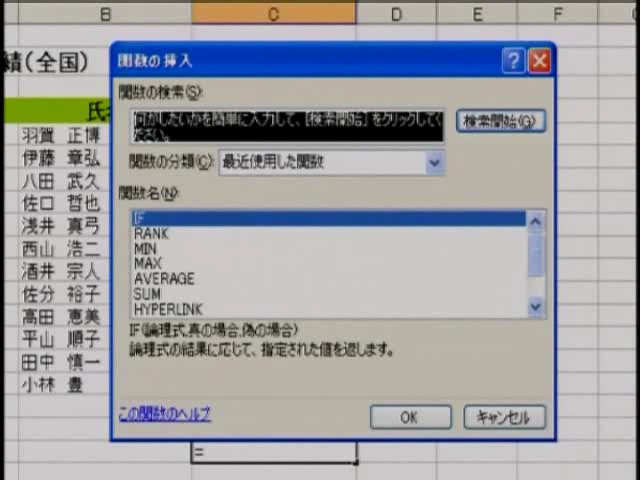 B C D E F
績(全国)
関数の挿入
関数の検索(S):
何がしたいかを簡単に入力して、[検索開始] をクリックしてく
ださい。
検索開始(G)
関数の分類(C): 最近使用した関数
関数名(N):
IF
RANK
MIN
MAX
AVERAGE
SUM
HYPERLINK
IF(論理式,真の場合,偽の場合)
論理式の結果に応じて、指定された値を返します。
この関数のヘルプ
OK
キャンセル
氏
羽賀 正博
伊藤 章弘
八田 武久
佐口 哲也
浅井 真弓
西山 浩二
酒井 宗人
佐分 裕子
高田 恵美
平山 順子
田中 慎一
小林 豊
=